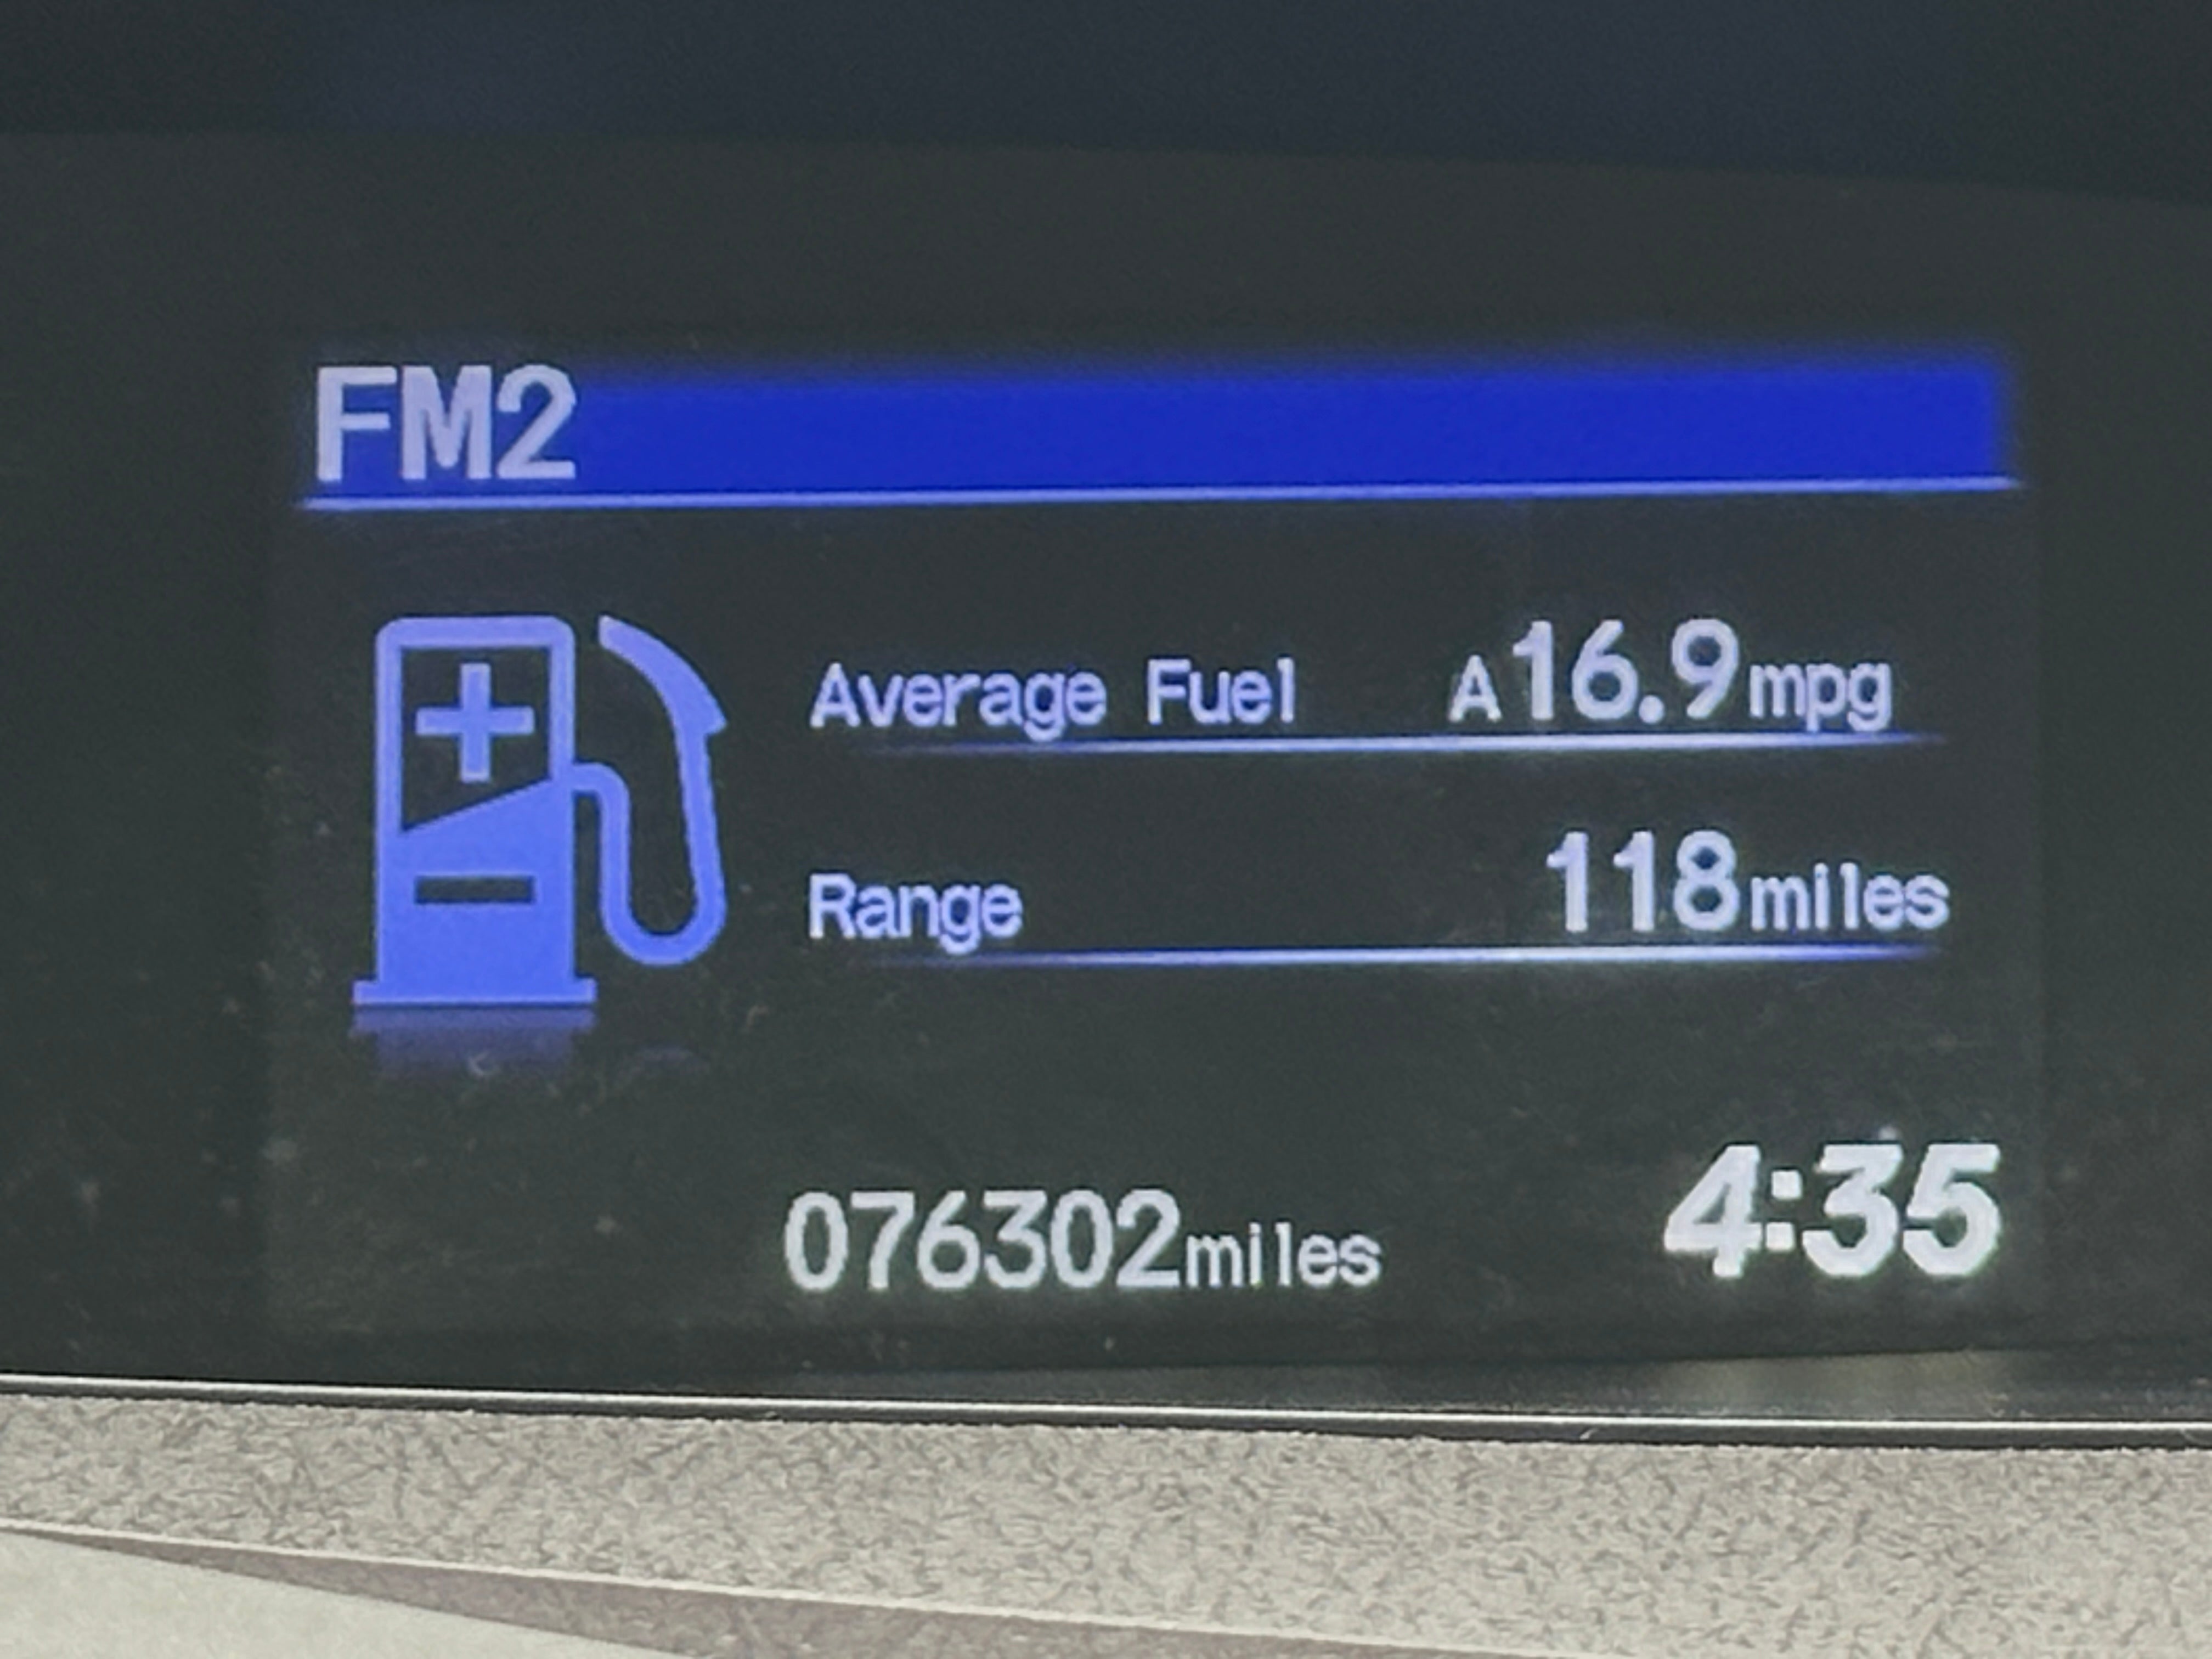 FM2
Average Fuel A16.9mpg
Range 118miles
076302miles 4:35